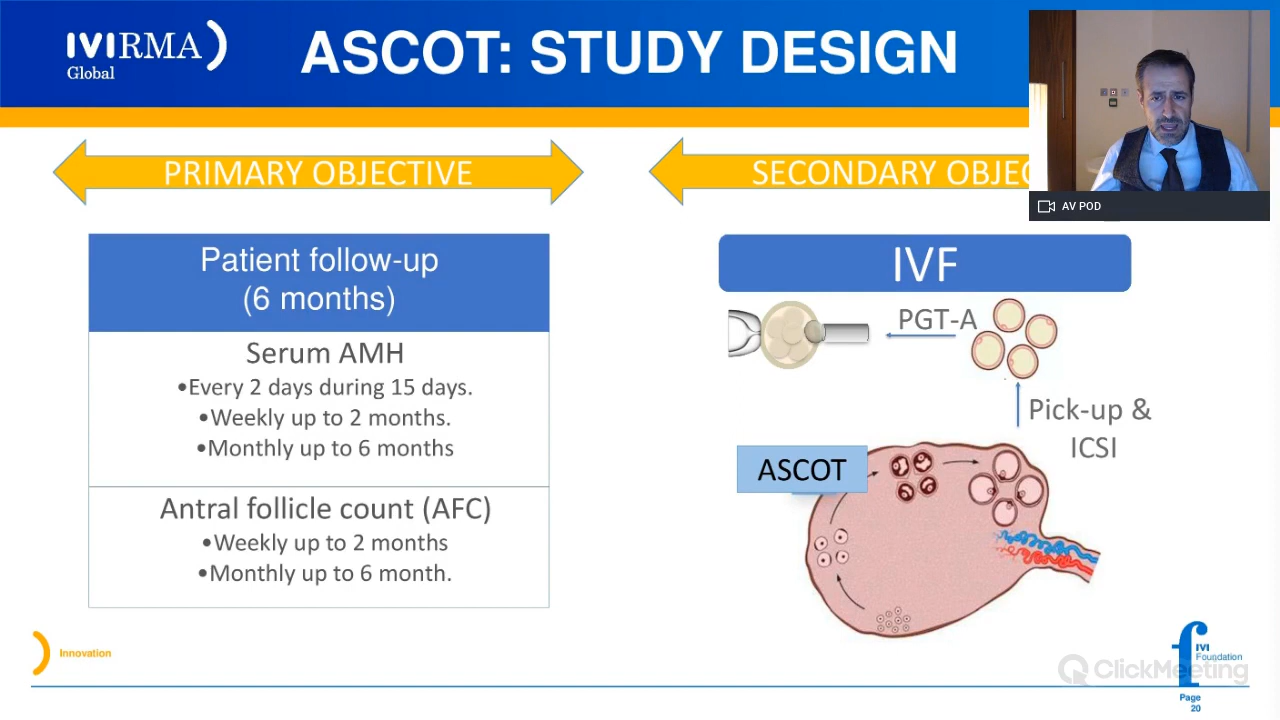 IVIRMA
Global
ASCOT: STUDY DESIGN
AV POD
PRIMARY OBJECTIVE
SECONDARY OBJEC
Patient follow-up
(6 months)
Serum AMH
•Every 2 days during 15 days.
•Weekly up to 2 months.
•Monthly up to 6 months
Antral follicle count (AFC)
•Weekly up to 2 months
•Monthly up to 6 month.
IVF
PGT-A
Pick-up &
ICSI
ASCOT
Innovation
IVI
Foundation
ClickMeeting
Page
20